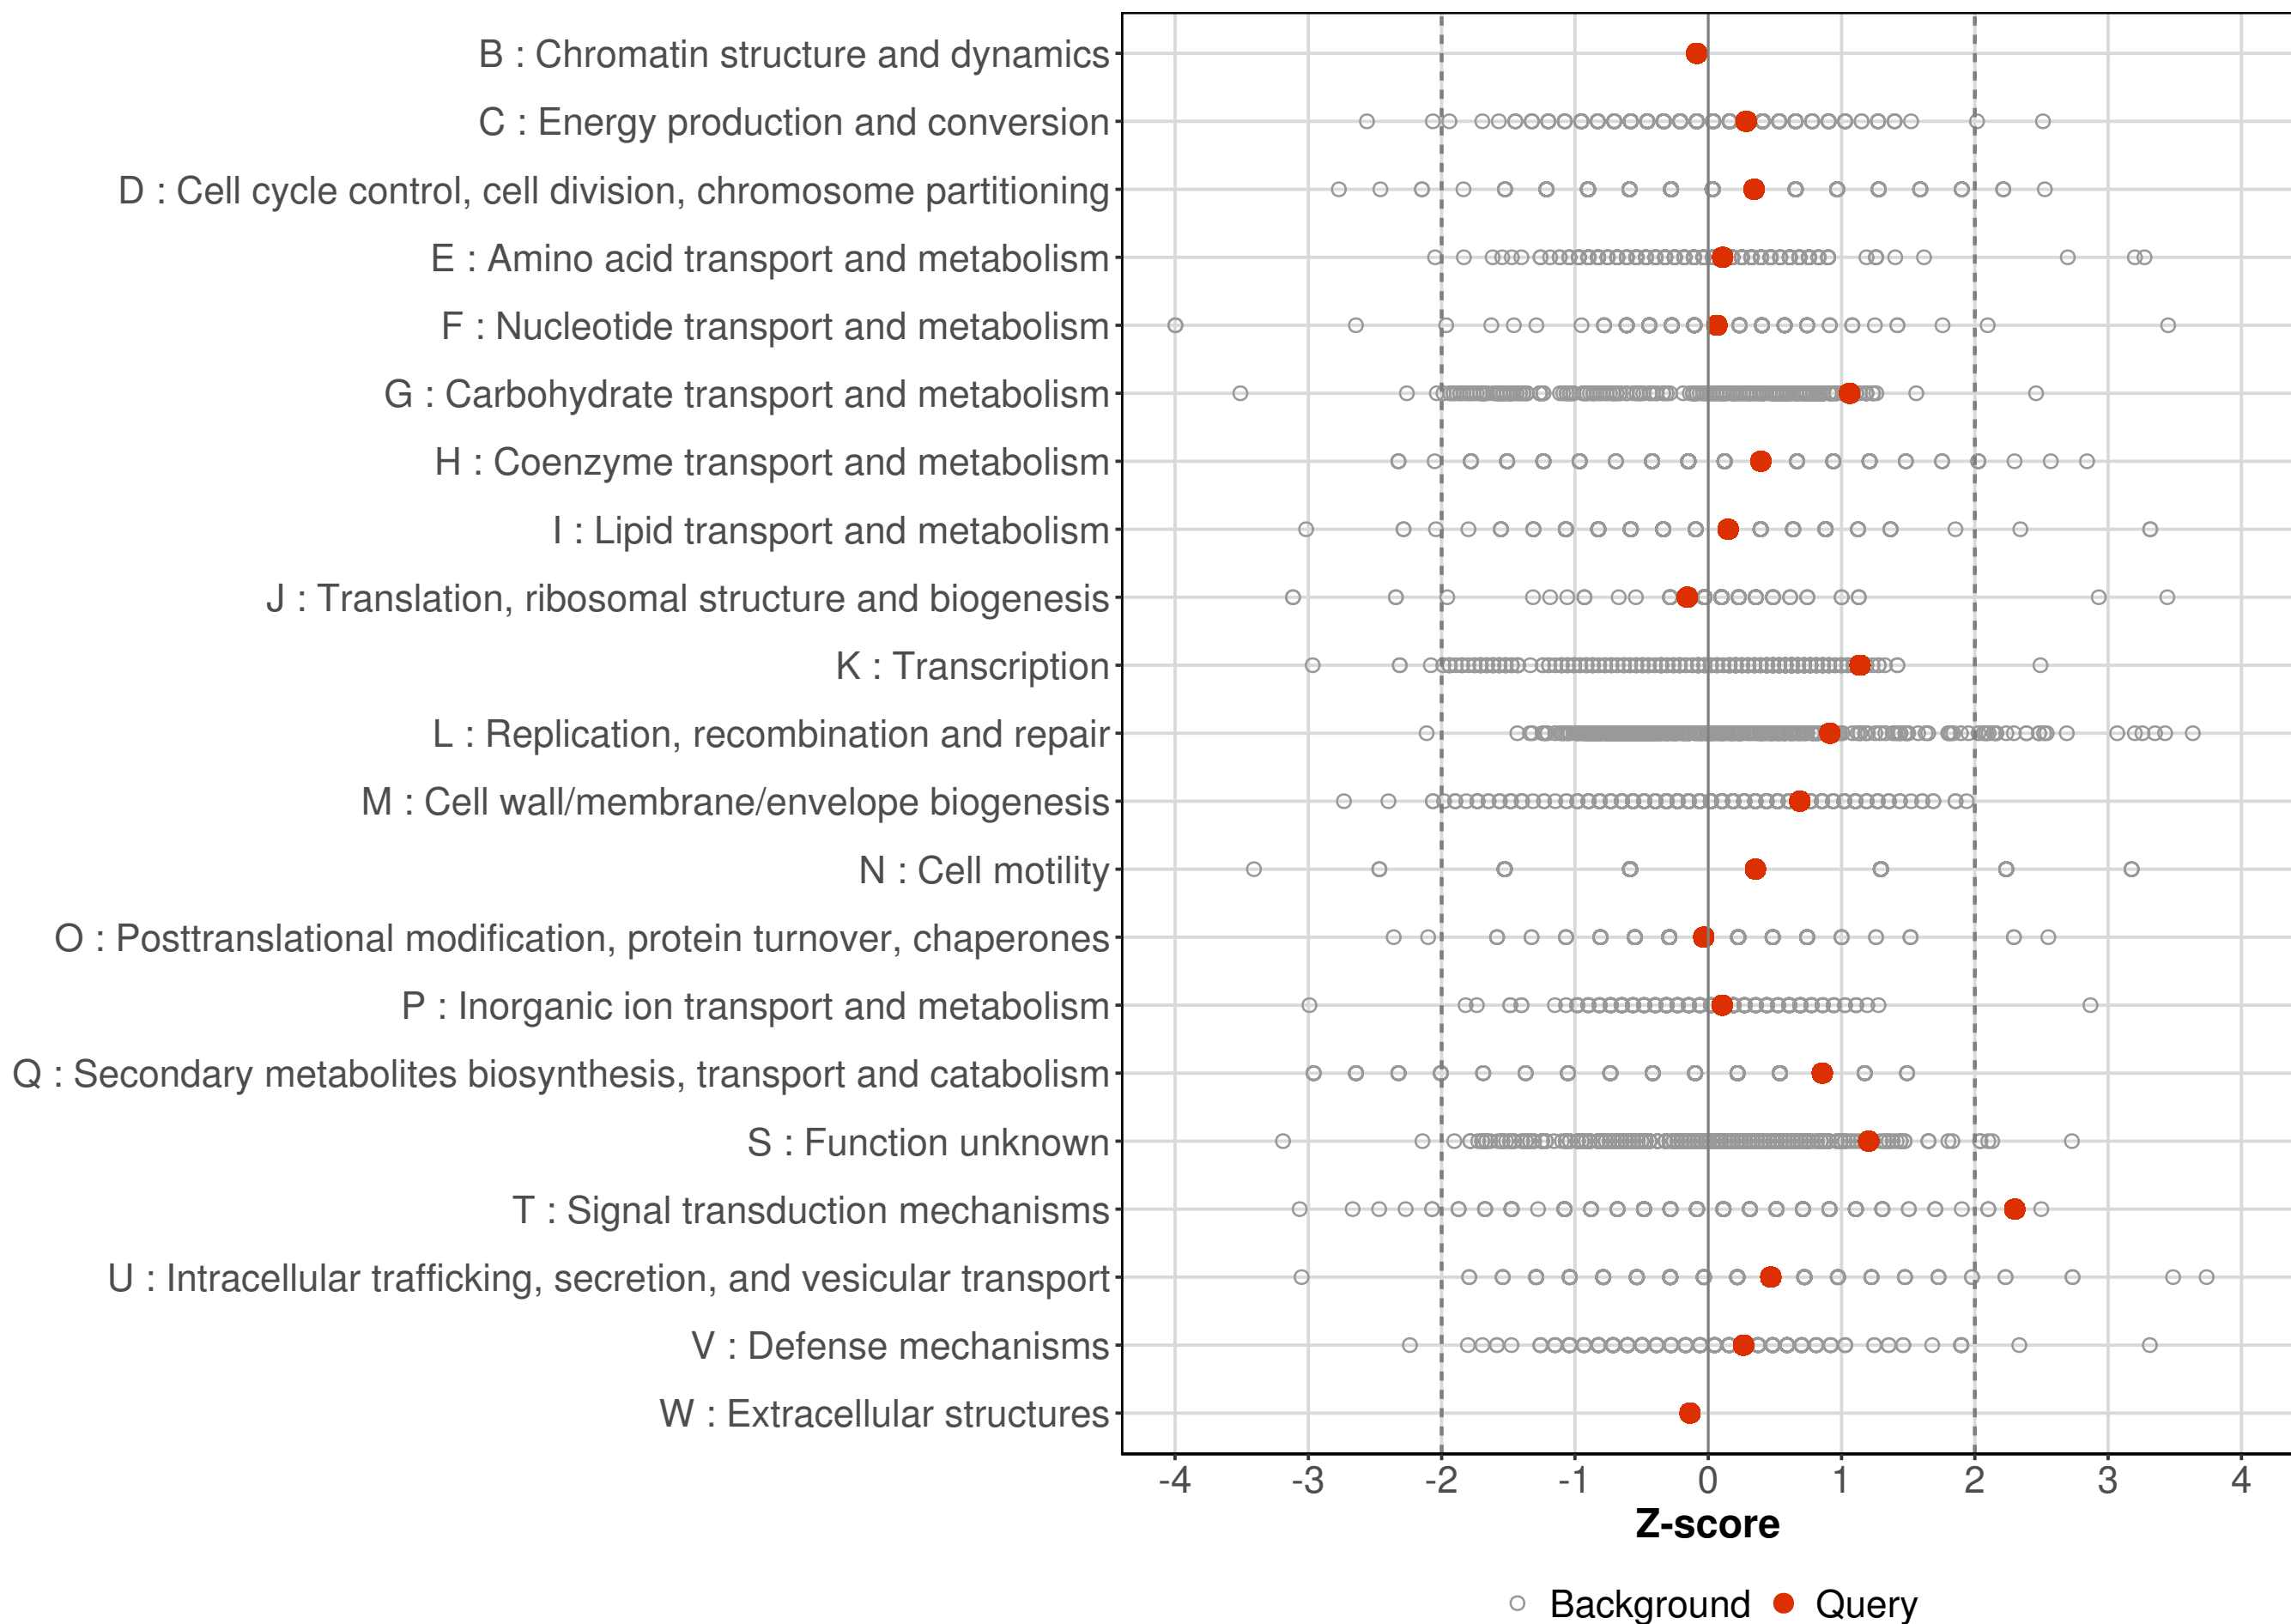 B : Chromatin structure and dynamics
C : Energy production and conversion
D : Cell cycle control, cell division, chromosome partitioning
E : Amino acid transport and metabolism
F : Nucleotide transport and metabolism
G : Carbohydrate transport and metabolism
H : Coenzyme transport and metabolism
I : Lipid transport and metabolism
J : Translation, ribosomal structure and biogenesis
K : Transcription
L : Replication, recombination and repair
M : Cell wall/membrane/envelope biogenesis
N : Cell motility
O : Posttranslational modification, protein turnover, chaperones
P : Inorganic ion transport and metabolism
Q : Secondary metabolites biosynthesis, transport and catabolism
S : Function unknown
T : Signal transduction mechanisms
U : Intracellular trafficking, secretion, and vesicular transport
V : Defense mechanisms
W : Extracellular structures
-4 -3 -2 -1 0 1 2 3 4
Z-score
Background Query